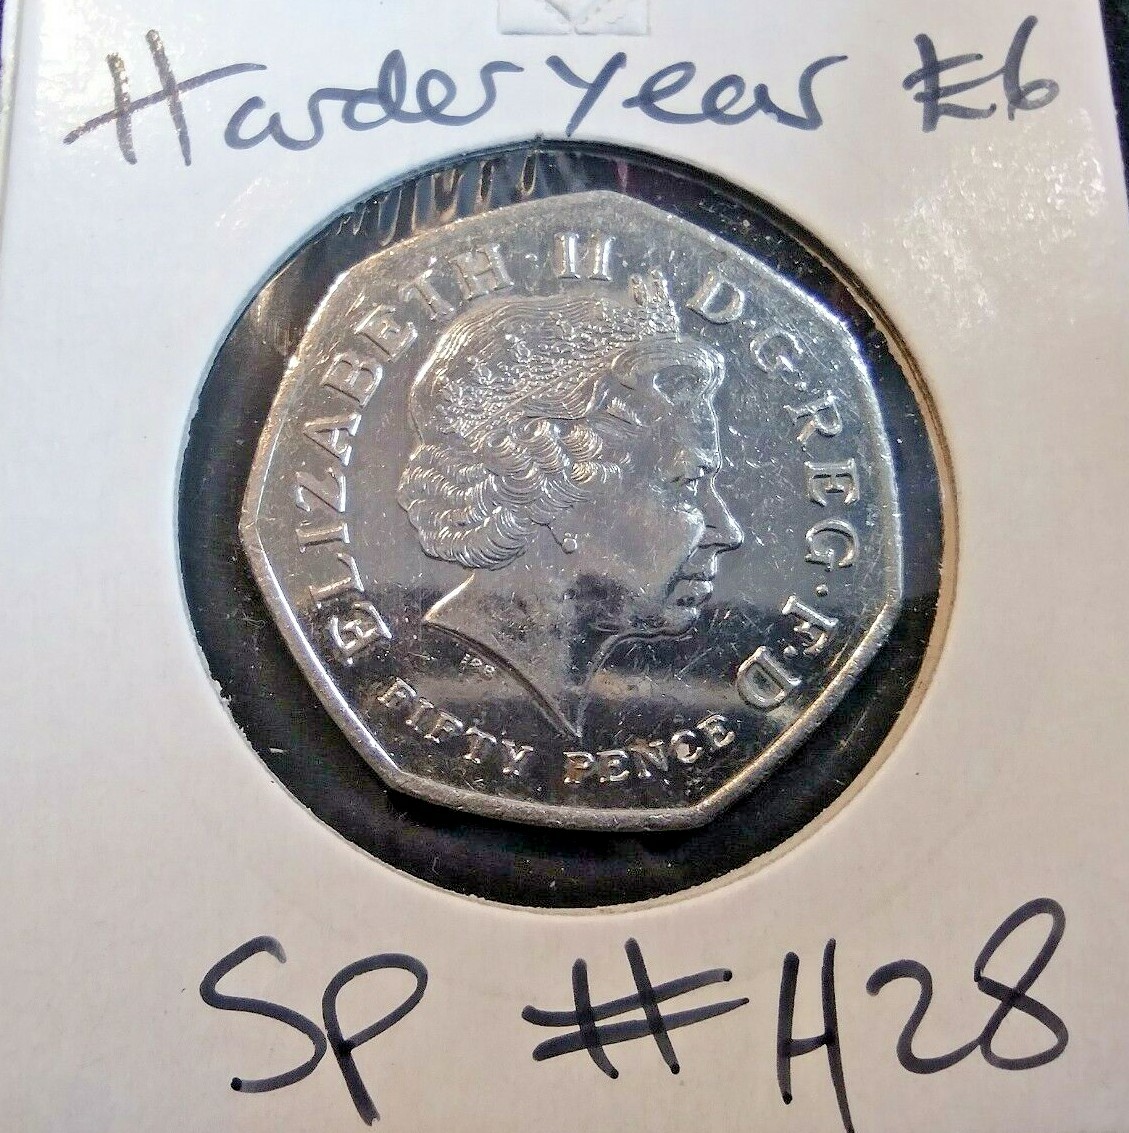 Harder year £6
ELIZABETH · II · D · G · REG · F · D
IRB
FIFTY PENCE
SP # H28